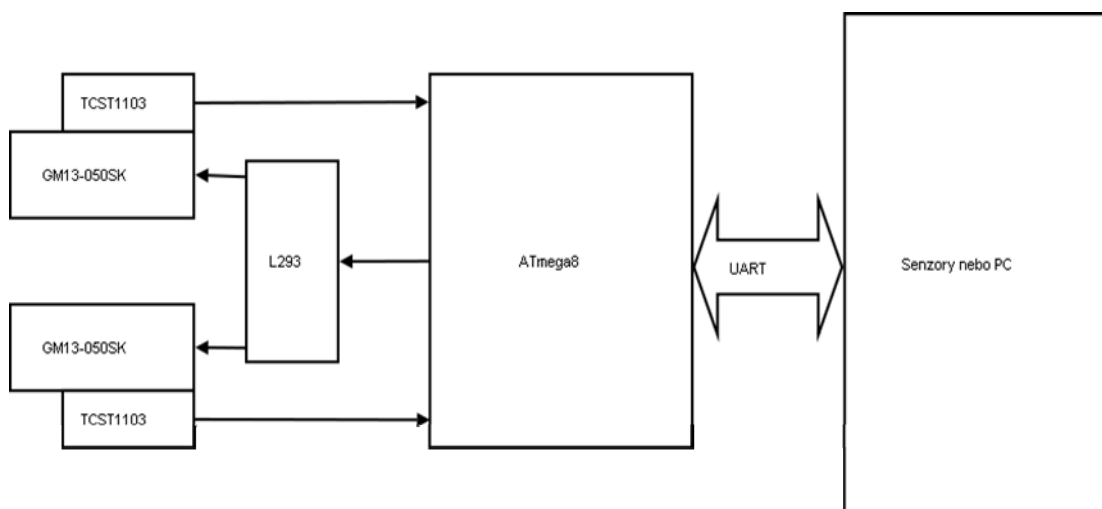 TCST1103
GM13-050SK
L293
ATmega8
UART
Senzory nebo PC
GM13-050SK
TCST1103